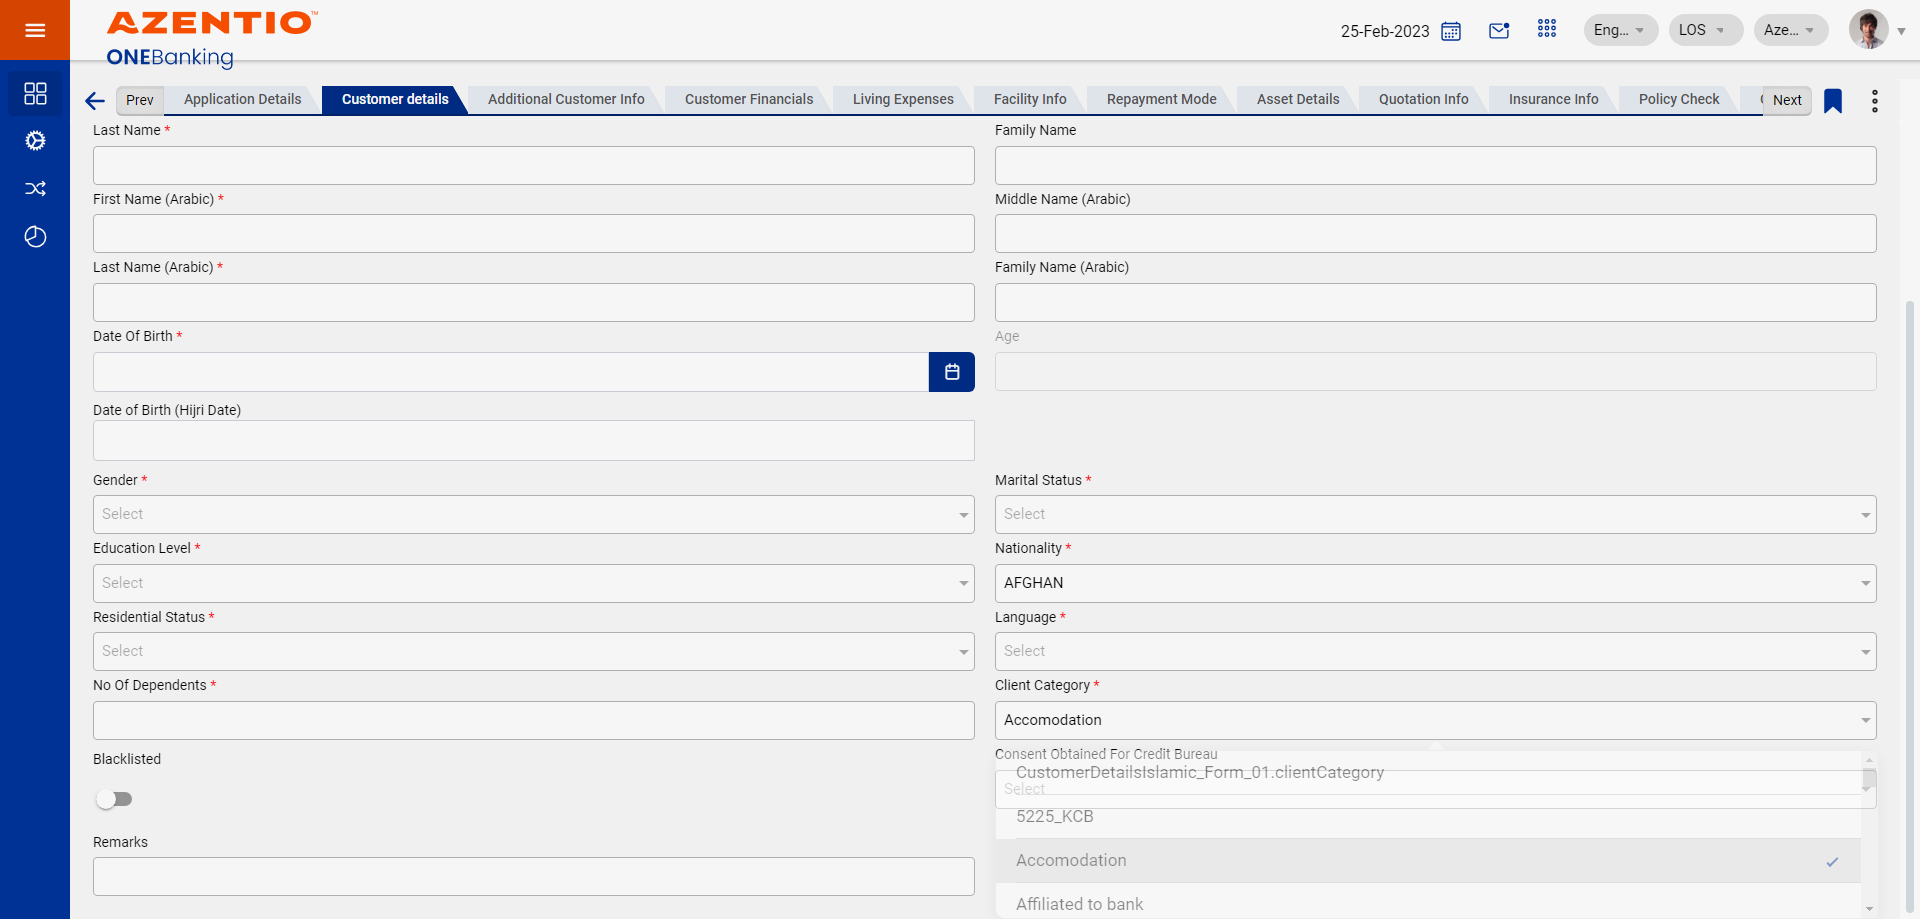 AZENTIO™
ONEBanking
25-Feb-2023
Eng...
LOS
Aze...
Prev
Application Details
Customer details
Additional Customer Info
Customer Financials
Living Expenses
Facility Info
Repayment Mode
Asset Details
Quotation Info
Insurance Info
Policy Check
Next
Last Name *
Family Name
First Name (Arabic) *
Middle Name (Arabic)
Last Name (Arabic) *
Family Name (Arabic)
Date Of Birth *
Age
Date of Birth (Hijri Date)
Gender *
Select
Marital Status *
Select
Education Level *
Select
Nationality *
AFGHAN
Residential Status *
Select
Language *
Select
No Of Dependents *
Client Category *
Accomodation
Blacklisted
Consent Obtained For Credit Bureau
CustomerDetailsIslamic_Form_01.clientCategory
Select
5225_KCB
Remarks
Accomodation
Affiliated to bank